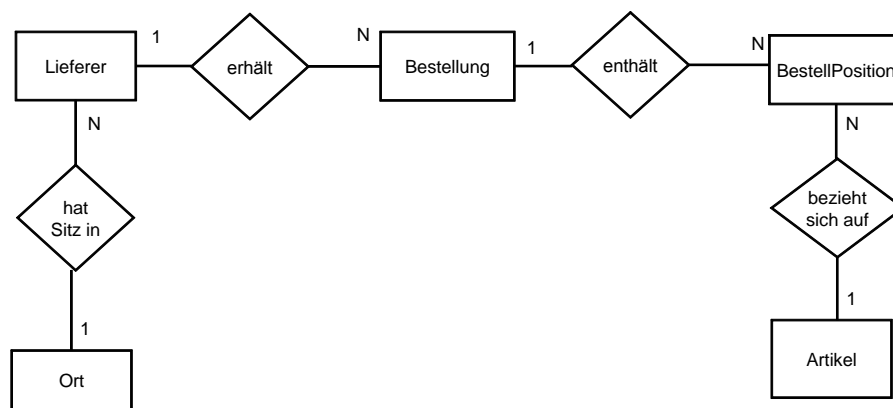 1
N
1
N
Lieferer
erhält
Bestellung
enthält
BestellPosition
N
N
hat
Sitz in
bezieht
sich auf
1
1
Ort
Artikel